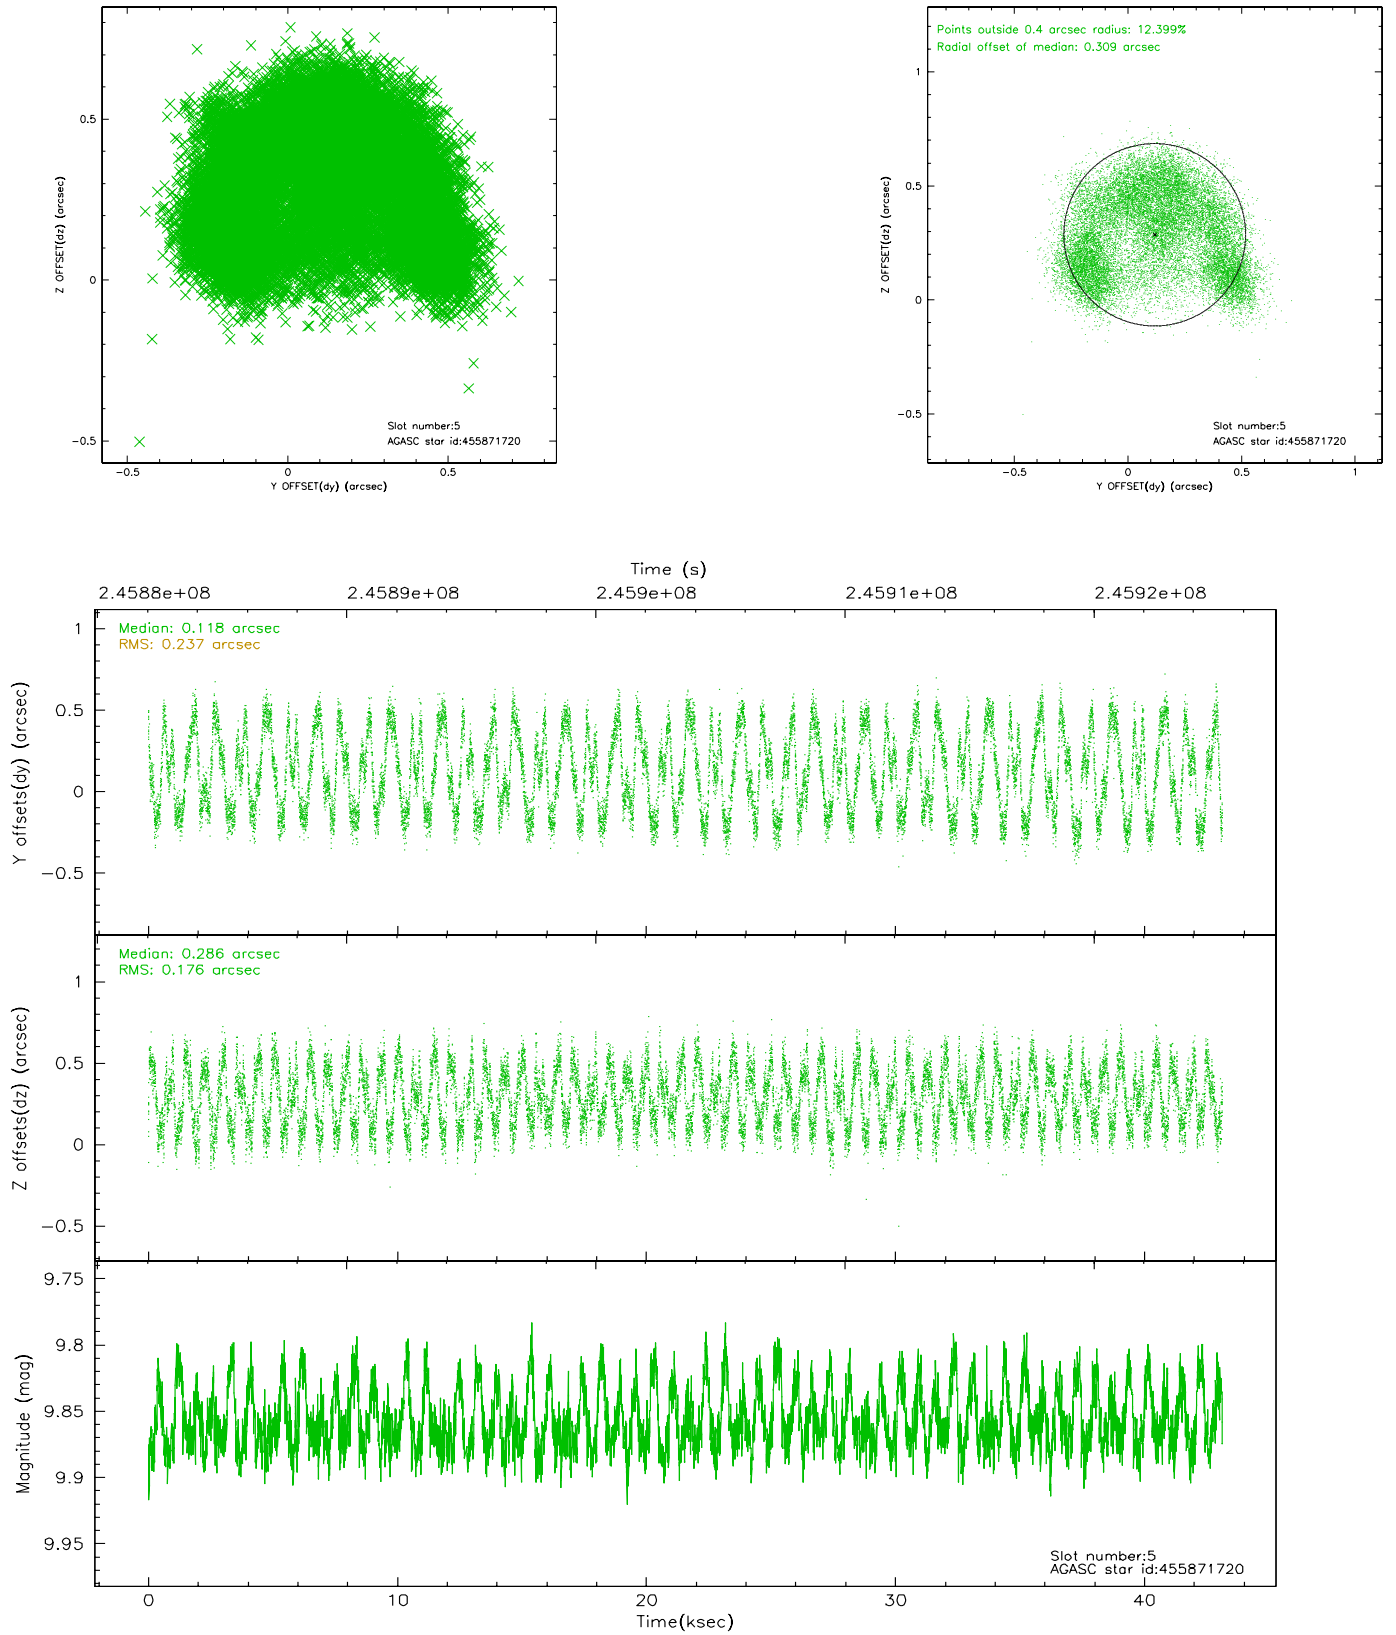 0.5
0
−0.5
Z OFFSET(dz) (arcsec)
Slot number:5
AGASC star id:455871720
−0.5
0
0.5
Y OFFSET(dy) (arcsec)
Points outside 0.4 arcsec radius: 12.399%
Radial offset of median: 0.309 arcsec
1
0.5
0
−0.5
Z OFFSET(dz) (arcsec)
Slot number:5
AGASC star id:455871720
−0.5
0
0.5
1
Y OFFSET(dy) (arcsec)
Time (s)
2.4588e+08
2.4589e+08
2.459e+08
2.4591e+08
2.4592e+08
Median: 0.118 arcsec
RMS: 0.237 arcsec
1
0.5
0
−0.5
Y offsets(dy) (arcsec)
Median: 0.286 arcsec
RMS: 0.176 arcsec
1
0.5
0
−0.5
Z offsets(dz) (arcsec)
9.75
9.8
9.85
9.9
9.95
Magnitude (mag)
Slot number:5
AGASC star id:455871720
0
10
20
30
40
Time(ksec)